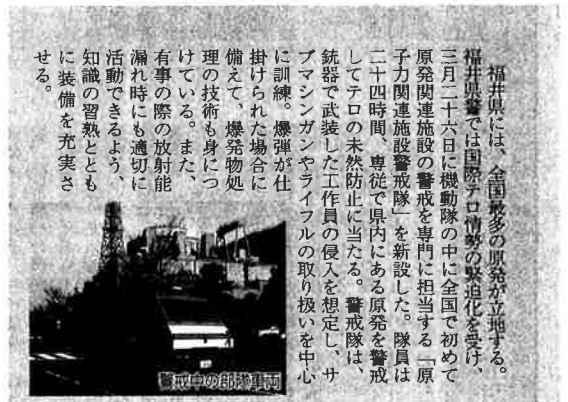 福井県には、全国最多の原発が立地する。
福井県警では国際テロ情勢の緊迫化を受け、
三月二十六日に機動隊の中に全国で初めて
原発関連施設の警戒を専門に担当する「原
子力関連施設警戒隊」を新設した。隊員は
二十四時間、専従で県内にある原発を警戒
してテロの未然防止に当たる。警戒隊は、
銃器で武装した工作員の侵入を想定し、サ
ブマシンガンやライフルの取り扱いを中心
に訓練。爆弾が仕
掛けられた場合に
備えて、爆発物処
理の技術も身につ
けている。また、
有事の際の放射能
漏れ時にも適切に
活動できるよう、
知識の習熟ととも
に装備を充実さ
せる。
警戒中の部隊車両